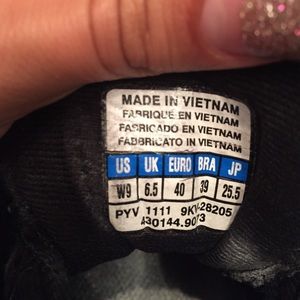 MADE IN VIETNAM
FABRIQUE EN VIETNAM
FABRICADO EN VIETNAM
FABBRICATO IN VIETNAM
US UK EURO BRA JP
W9 6.5 40 39 25.5
PYV 1111